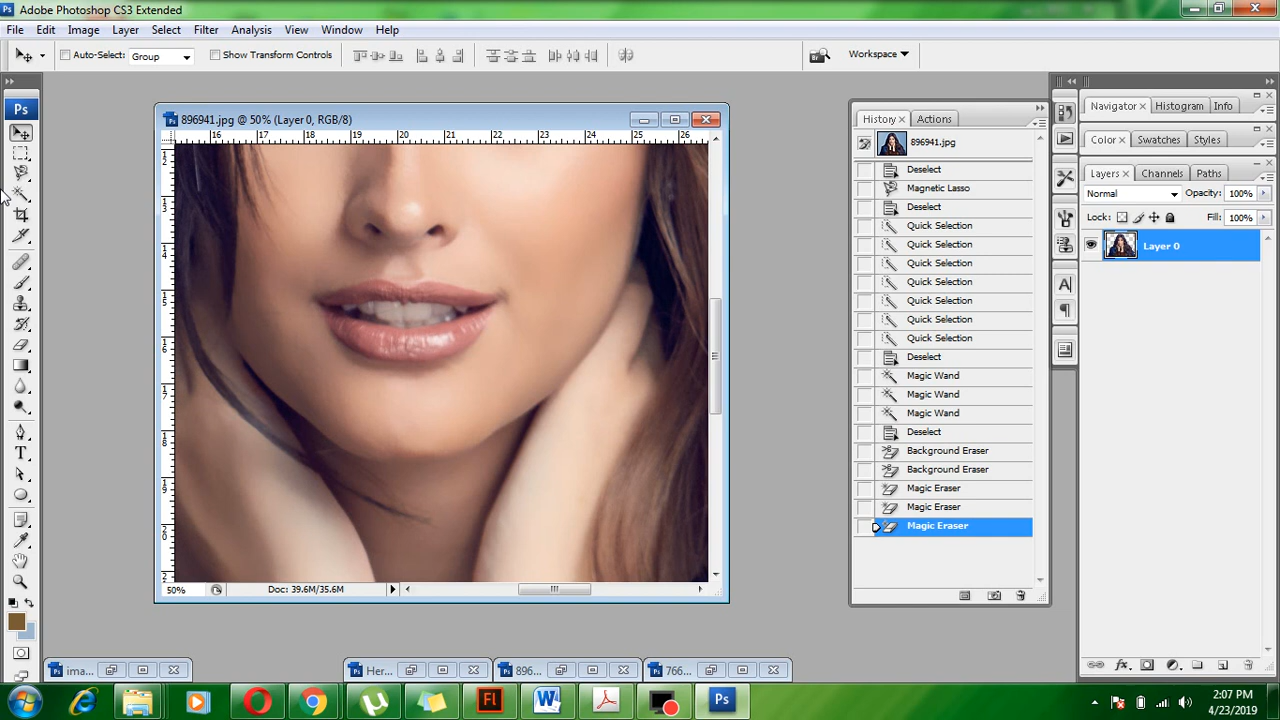 Adobe Photoshop CS3 Extended
File Edit Image Layer Select Filter Analysis View Window Help
Auto-Select: Group Show Transform Controls Workspace
Ps
896941.jpg @ 50% (Layer 0, RGB/8)
16 17 18 19 20 21 22 23 24 25 26
50% Doc: 39.6M/35.6M
History Actions
896941.jpg
Deselect
Magnetic Lasso
Deselect
Quick Selection
Quick Selection
Quick Selection
Quick Selection
Quick Selection
Quick Selection
Quick Selection
Deselect
Magic Wand
Magic Wand
Magic Wand
Deselect
Background Eraser
Background Eraser
Magic Eraser
Magic Eraser
Magic Eraser
Navigator Histogram Info
Color Swatches Styles
Layers Channels Paths
Normal Opacity: 100%
Lock: Fill: 100%
Layer 0
ima... Her... 896... 766...
2:07 PM
4/23/2019